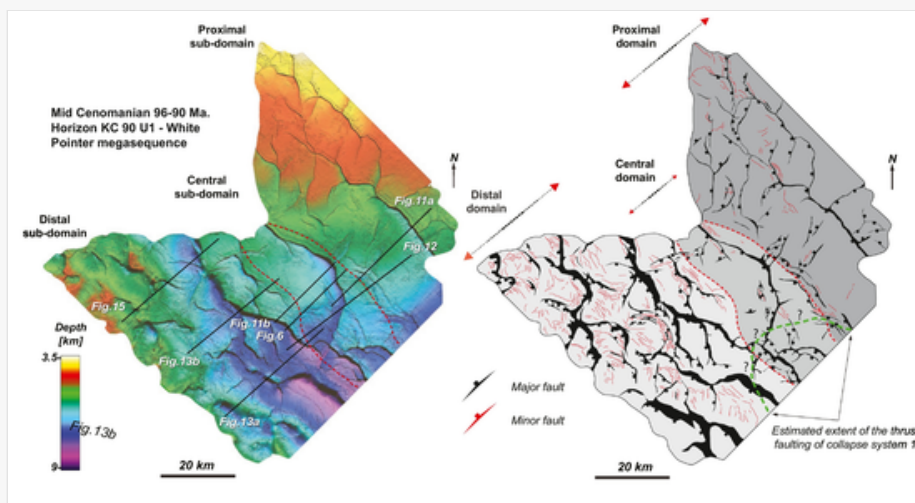 Proximal
sub-domain
Mid Cenomanian 96-90 Ma.
Horizon KC 90 U1 - White
Pointer megasequence
N
Central
sub-domain
Distal
sub-domain
Fig.11a
Fig.12
Fig.15
Fig.11b
Fig.6
Fig.13b
Fig.13a
Depth
[km]
3.5
Fig.13b
9
20 km
Proximal
domain
N
Central
domain
Distal
domain
?
?
?
Major fault
Minor fault
Estimated extent of the thrus
faulting of collapse system 1
20 km